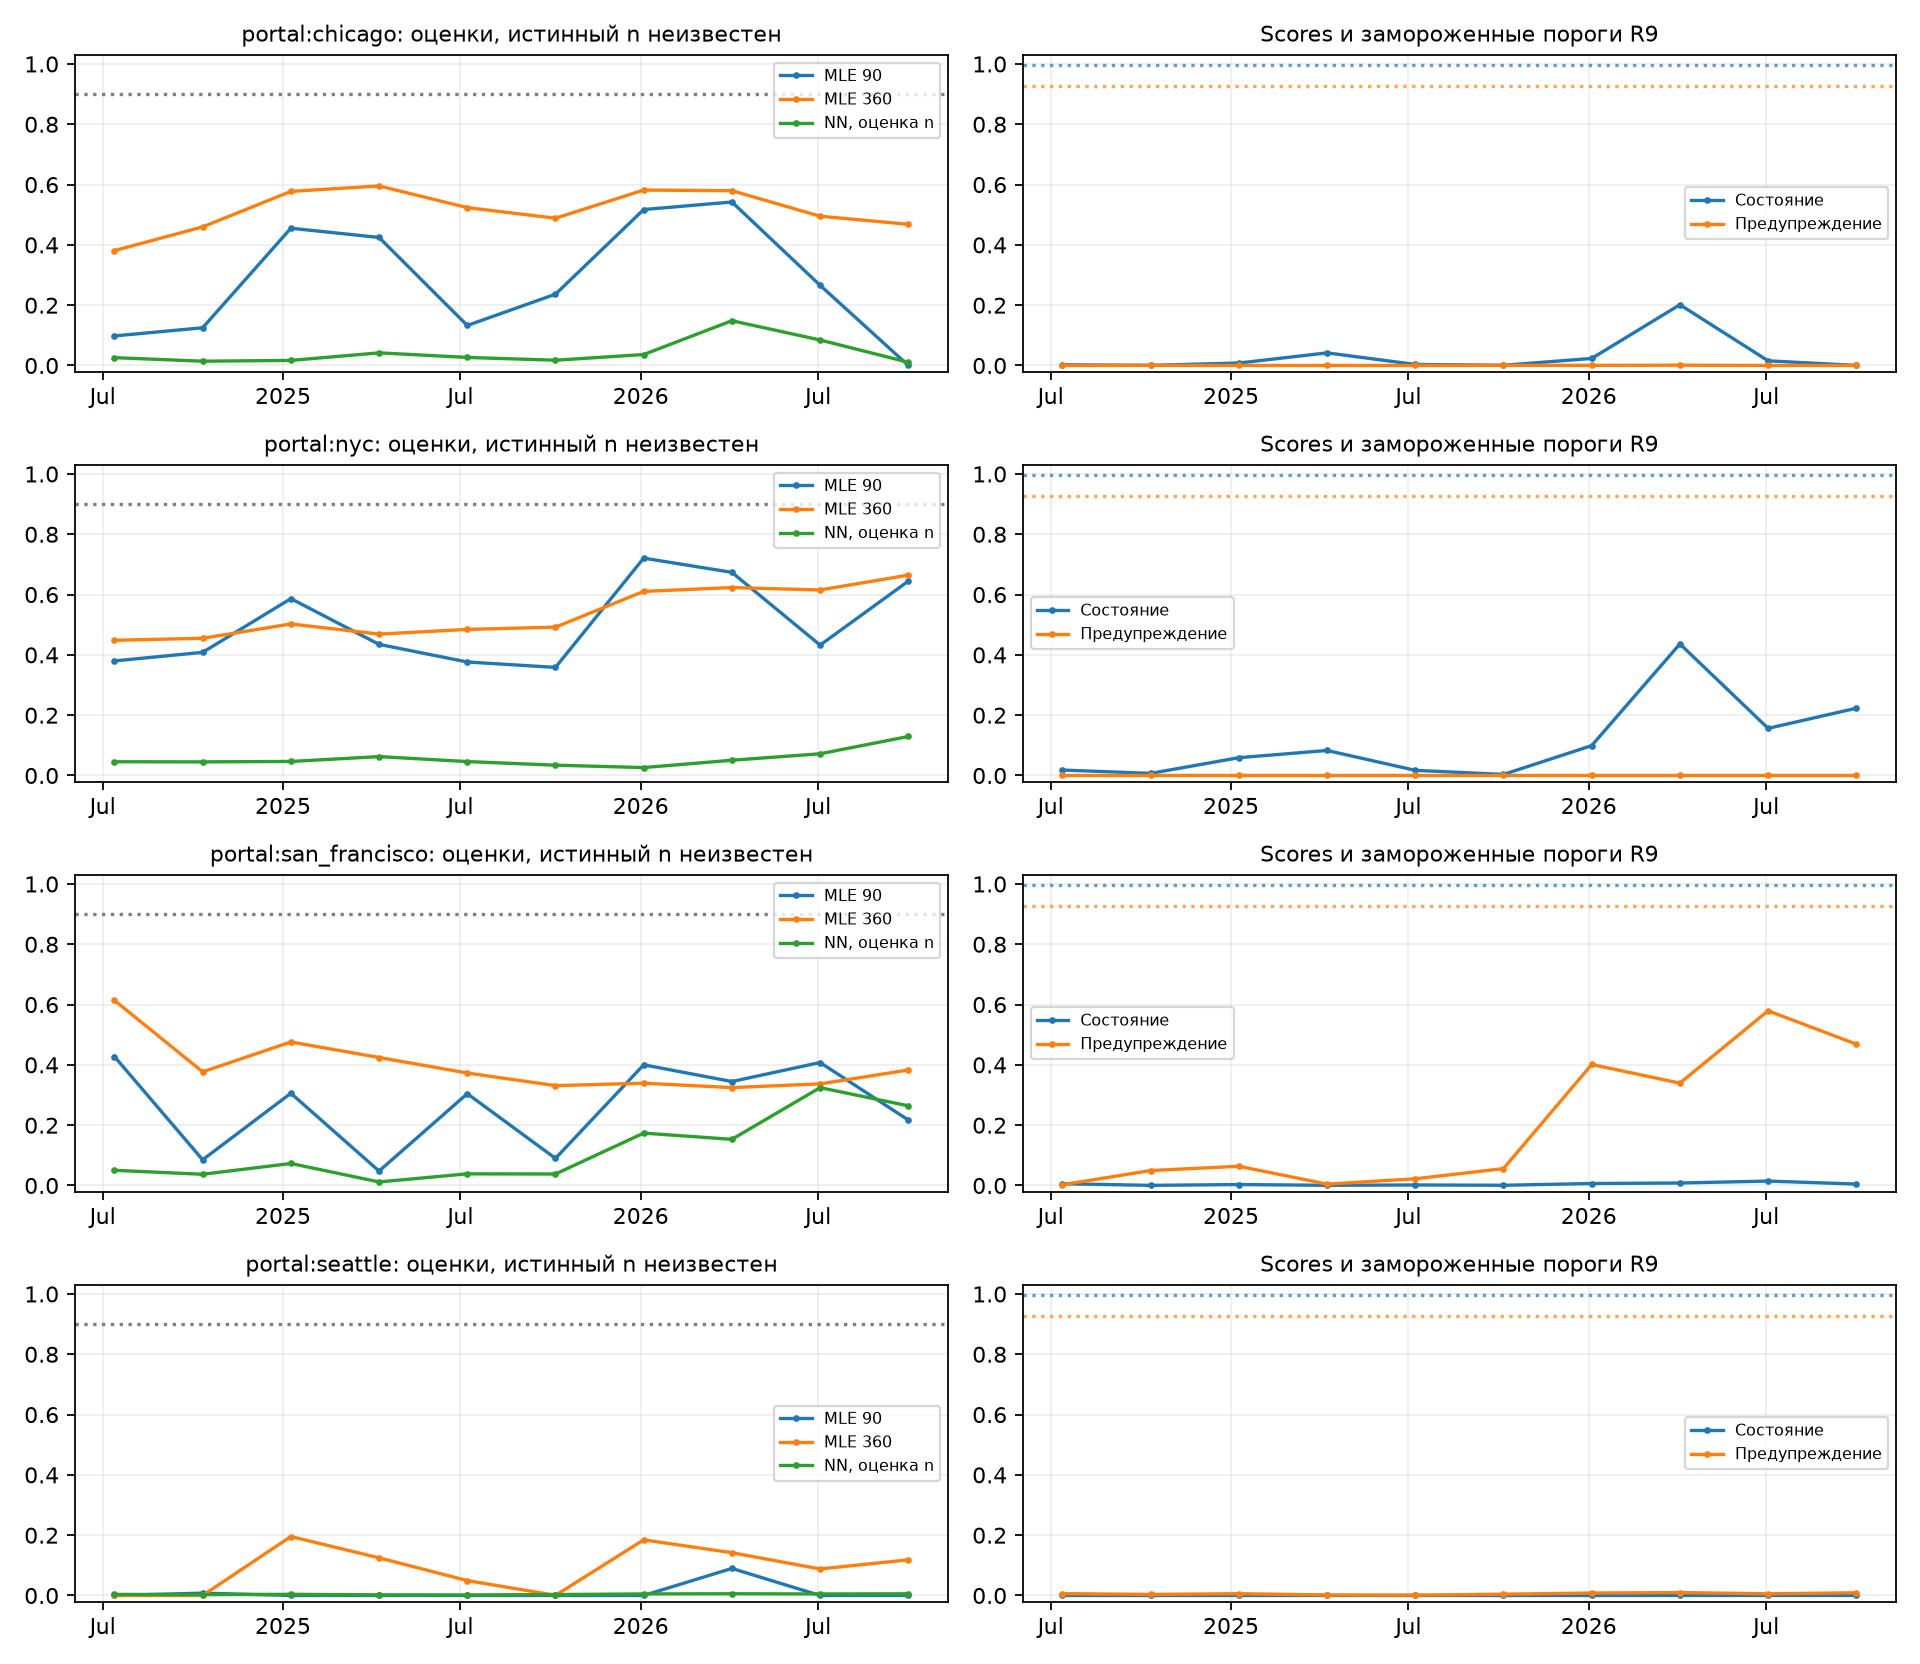 portal:chicago: оценки, истинный n неизвестен
1.0
0.8
0.6
0.4
0.2
0.0
MLE 90
MLE 360
NN, оценка n
Jul 2025 Jul 2026 Jul
Scores и замороженные пороги R9
1.0
0.8
0.6
0.4
0.2
0.0
Состояние
Предупреждение
Jul 2025 Jul 2026 Jul
portal:nyc: оценки, истинный n неизвестен
1.0
0.8
0.6
0.4
0.2
0.0
MLE 90
MLE 360
NN, оценка n
Jul 2025 Jul 2026 Jul
Scores и замороженные пороги R9
1.0
0.8
0.6
0.4
0.2
0.0
Состояние
Предупреждение
Jul 2025 Jul 2026 Jul
portal:san_francisco: оценки, истинный n неизвестен
1.0
0.8
0.6
0.4
0.2
0.0
MLE 90
MLE 360
NN, оценка n
Jul 2025 Jul 2026 Jul
Scores и замороженные пороги R9
1.0
0.8
0.6
0.4
0.2
0.0
Состояние
Предупреждение
Jul 2025 Jul 2026 Jul
portal:seattle: оценки, истинный n неизвестен
1.0
0.8
0.6
0.4
0.2
0.0
MLE 90
MLE 360
NN, оценка n
Jul 2025 Jul 2026 Jul
Scores и замороженные пороги R9
1.0
0.8
0.6
0.4
0.2
0.0
Состояние
Предупреждение
Jul 2025 Jul 2026 Jul